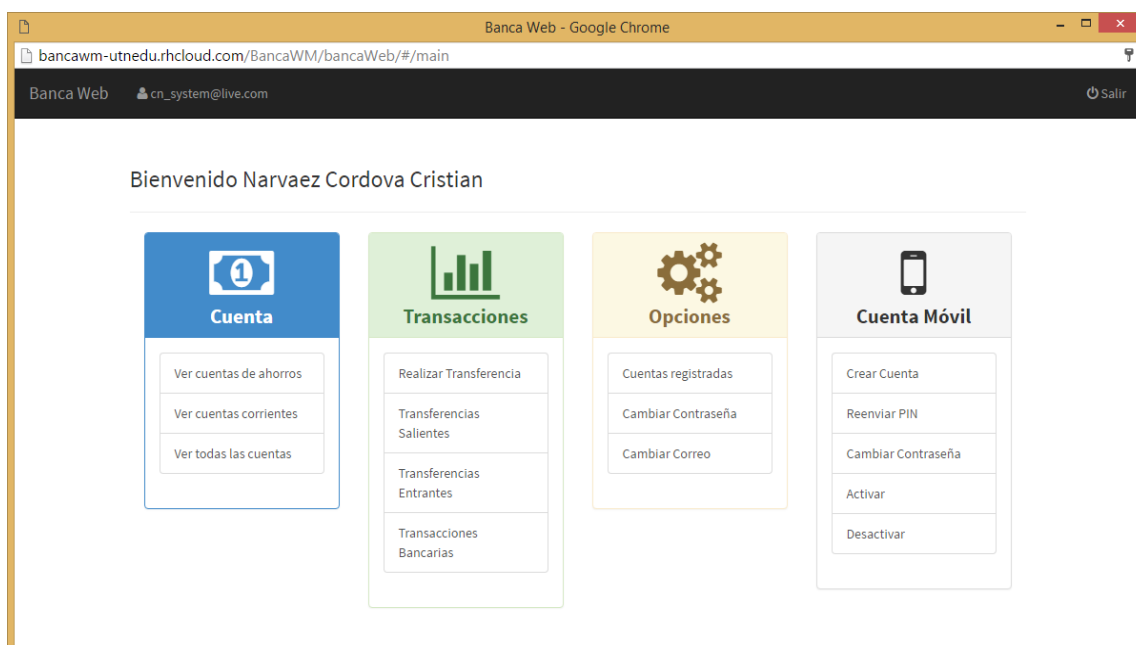 Banca Web - Google Chrome
bancawm-utnedu.rhcloud.com/BancaWM/bancaWeb/#/main
Banca Web cn_system@live.com Salir
Bienvenido Narvaez Cordova Cristian
1
Cuenta
Ver cuentas de ahorros
Ver cuentas corrientes
Ver todas las cuentas
Transacciones
Realizar Transferencia
Transferencias
Salientes
Transferencias
Entrantes
Transacciones
Bancarias
Opciones
Cuentas registradas
Cambiar Contraseña
Cambiar Correo
Cuenta Móvil
Crear Cuenta
Reenviar PIN
Cambiar Contraseña
Activar
Desactivar